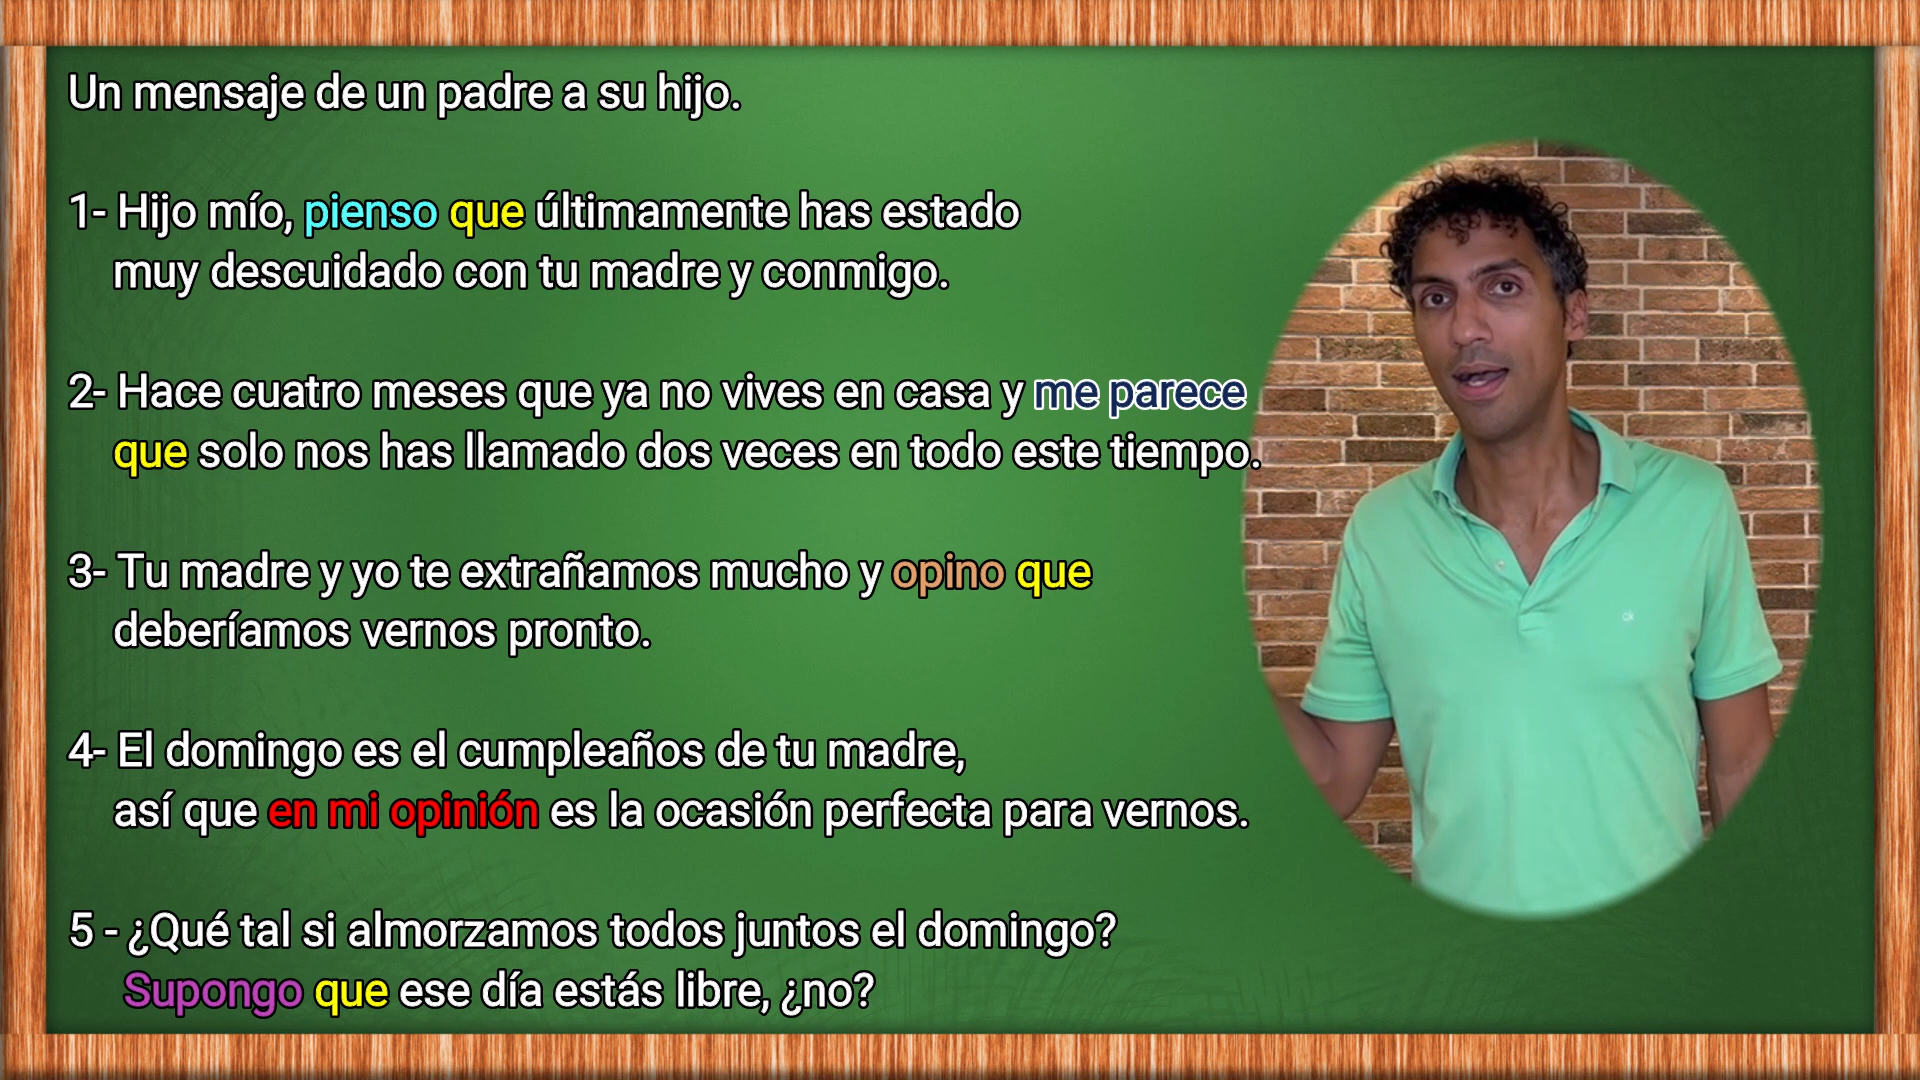 Un mensaje de un padre a su hijo.
1- Hijo mío, pienso que últimamente has estado
muy descuidado con tu madre y conmigo.
2- Hace cuatro meses que ya no vives en casa y me parece
que solo nos has llamado dos veces en todo este tiempo.
3- Tu madre y yo te extrañamos mucho y opino que
deberíamos vernos pronto.
4- El domingo es el cumpleaños de tu madre,
así que en mi opinión es la ocasión perfecta para vernos.
5 - ¿Qué tal si almorzamos todos juntos el domingo?
Supongo que ese día estás libre, ¿no?
ck